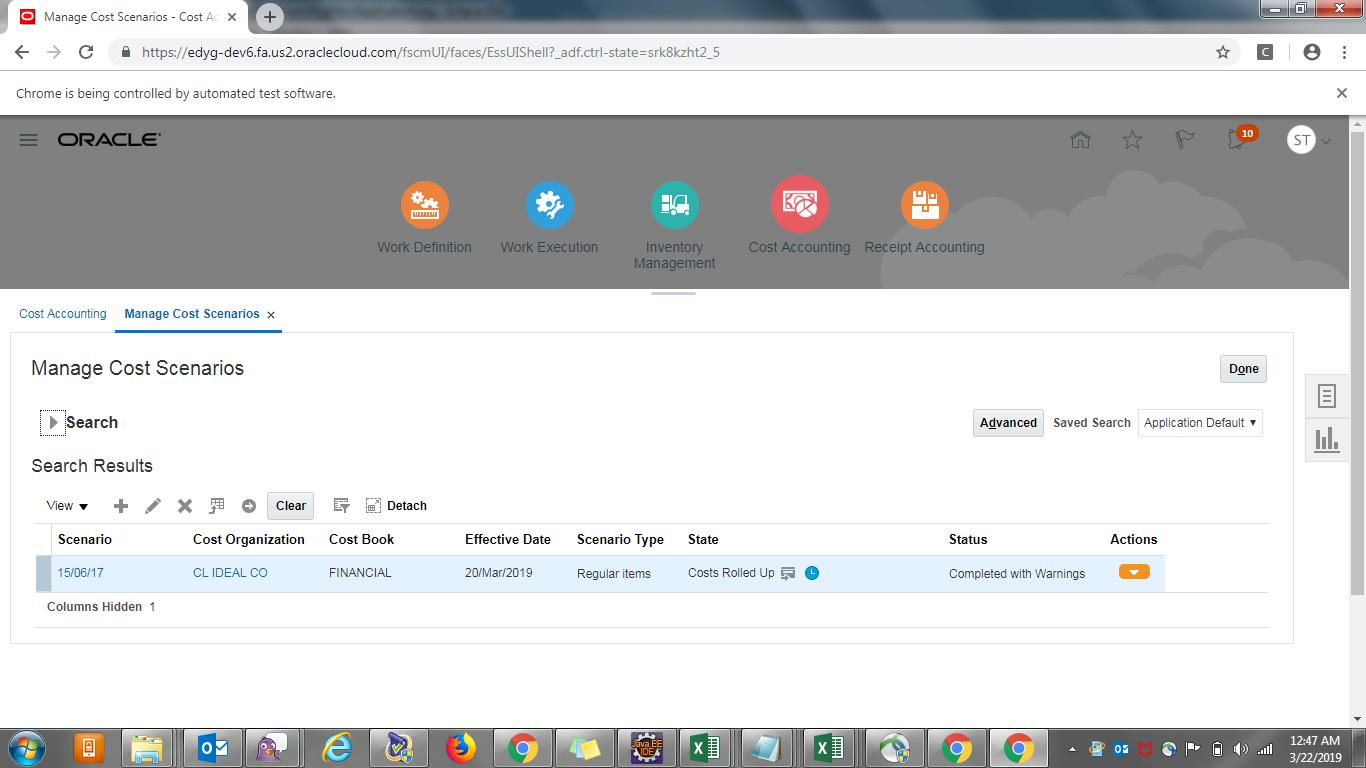 Manage Cost Scenarios - Cost Ac
https://edyg-dev6.fa.us2.oraclecloud.com/fscmUI/faces/EssUIShell?_adf.ctrl-state=srk8kzht2_5
C
Chrome is being controlled by automated test software.
ORACLE
10
ST
Work Definition
Work Execution
Inventory Management
Cost Accounting
Receipt Accounting
Cost Accounting
Manage Cost Scenarios
Manage Cost Scenarios
Done
Search
Advanced
Saved Search
Application Default
Search Results
View
Clear
Detach
Scenario Cost Organization Cost Book Effective Date Scenario Type State Status Actions
15/06/17 CL IDEAL CO FINANCIAL 20/Mar/2019 Regular items Costs Rolled Up Completed with Warnings
Columns Hidden 1
Java EE
IDE
12:47 AM
3/22/2019